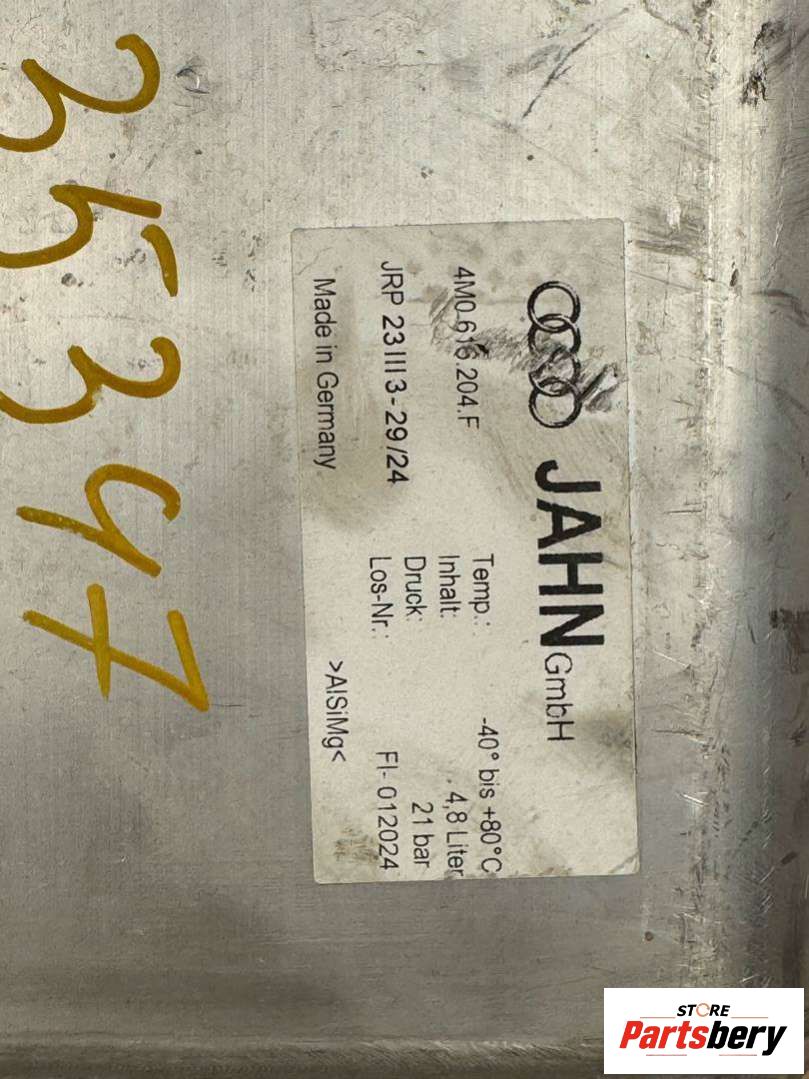 35347
JAHN GmbH
4M0.616.204.F
Temp.: -40° bis +80°C
Inhalt: 4,8 Liter
JRP 23 III 3-29/24
Druck: 21 bar
Los-Nr.: FI- 012024
Made in Germany
>AlSiMg<
STORE
Partsbery